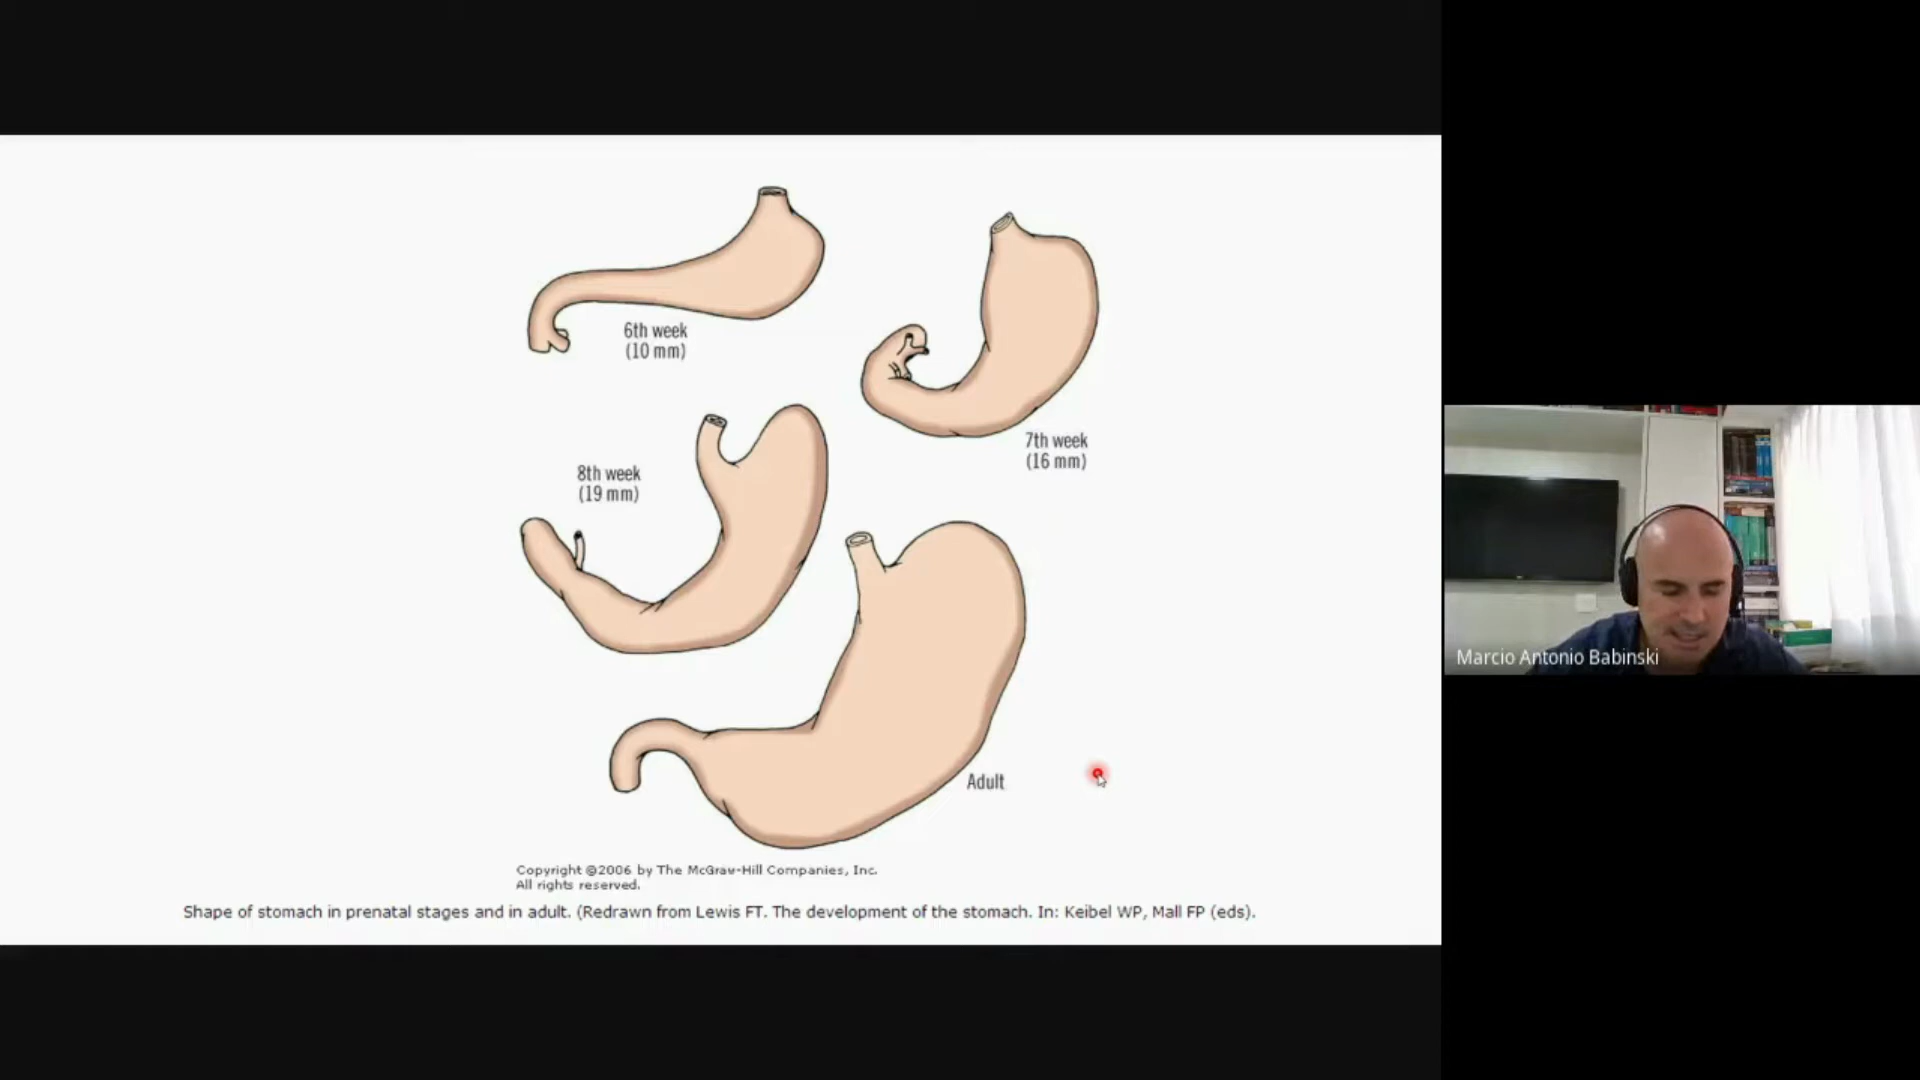 6th week
(10 mm)
7th week
(16 mm)
8th week
(19 mm)
Adult
Copyright ©2006 by The McGraw-Hill Companies, Inc.
All rights reserved.
Shape of stomach in prenatal stages and in adult. (Redrawn from Lewis FT. The development of the stomach. In: Keibel WP, Mall FP (eds).
Marcio Antonio Babinski